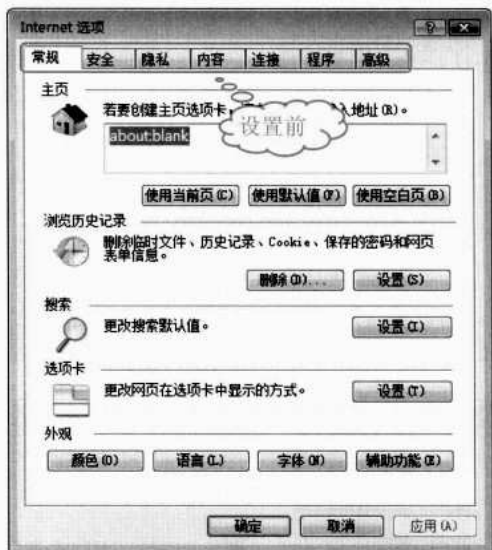 Internet 选项
常规 安全 隐私 内容 连接 程序 高级
主页
若要创建主页选项卡，
入地址(R)。
设置前
about:blank
使用当前页(C) 使用默认值(F) 使用空白页(B)
浏览历史记录
删除临时文件、历史记录、Cookie、保存的密码和网页
表单信息。
删除(D)... 设置(S)
搜索
更改搜索默认值。
设置(I)
选项卡
更改网页在选项卡中显示的方式。
设置(T)
外观
颜色(O) 语言(L) 字体(N) 辅助功能(E)
确定 取消 应用(A)